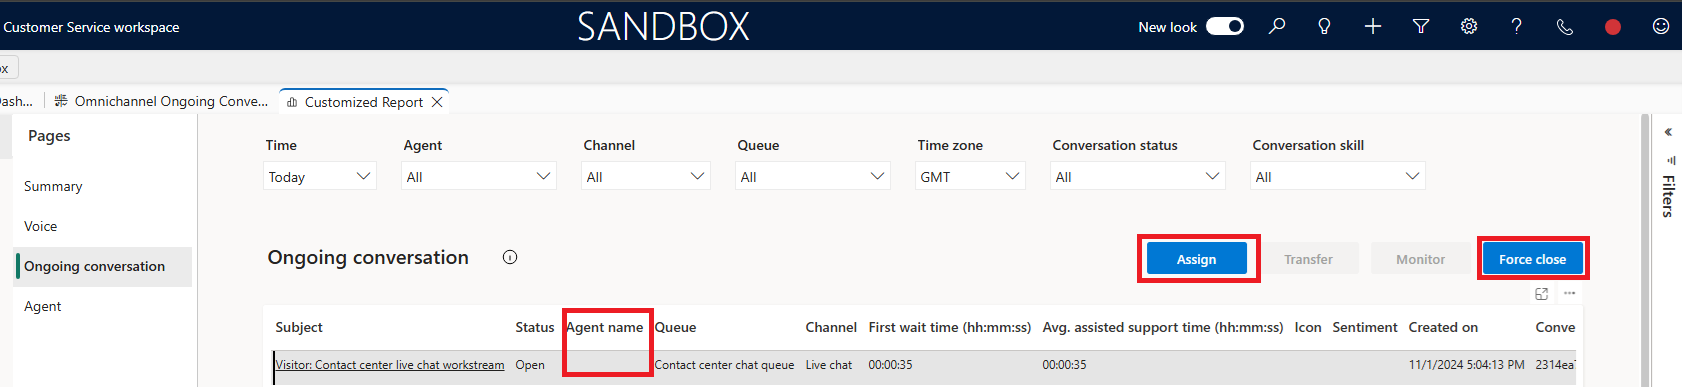 Customer Service workspace
SANDBOX
New look
ox
Dash...
Omnichannel Ongoing Conve...
Customized Report
Pages
Summary
Voice
Ongoing conversation
Agent
Time Agent Channel Queue Time zone Conversation status Conversation skill
Today All All All GMT All All
Filters
Ongoing conversation
Assign Transfer Monitor Force close
Subject Status Agent name Queue Channel First wait time (hh:mm:ss) Avg. assisted support time (hh:mm:ss) Icon Sentiment Created on Conve
Visitor: Contact center live chat workstream Open Contact center chat queue Live chat 00:00:35 00:00:35 11/1/2024 5:04:13 PM 2314ea7